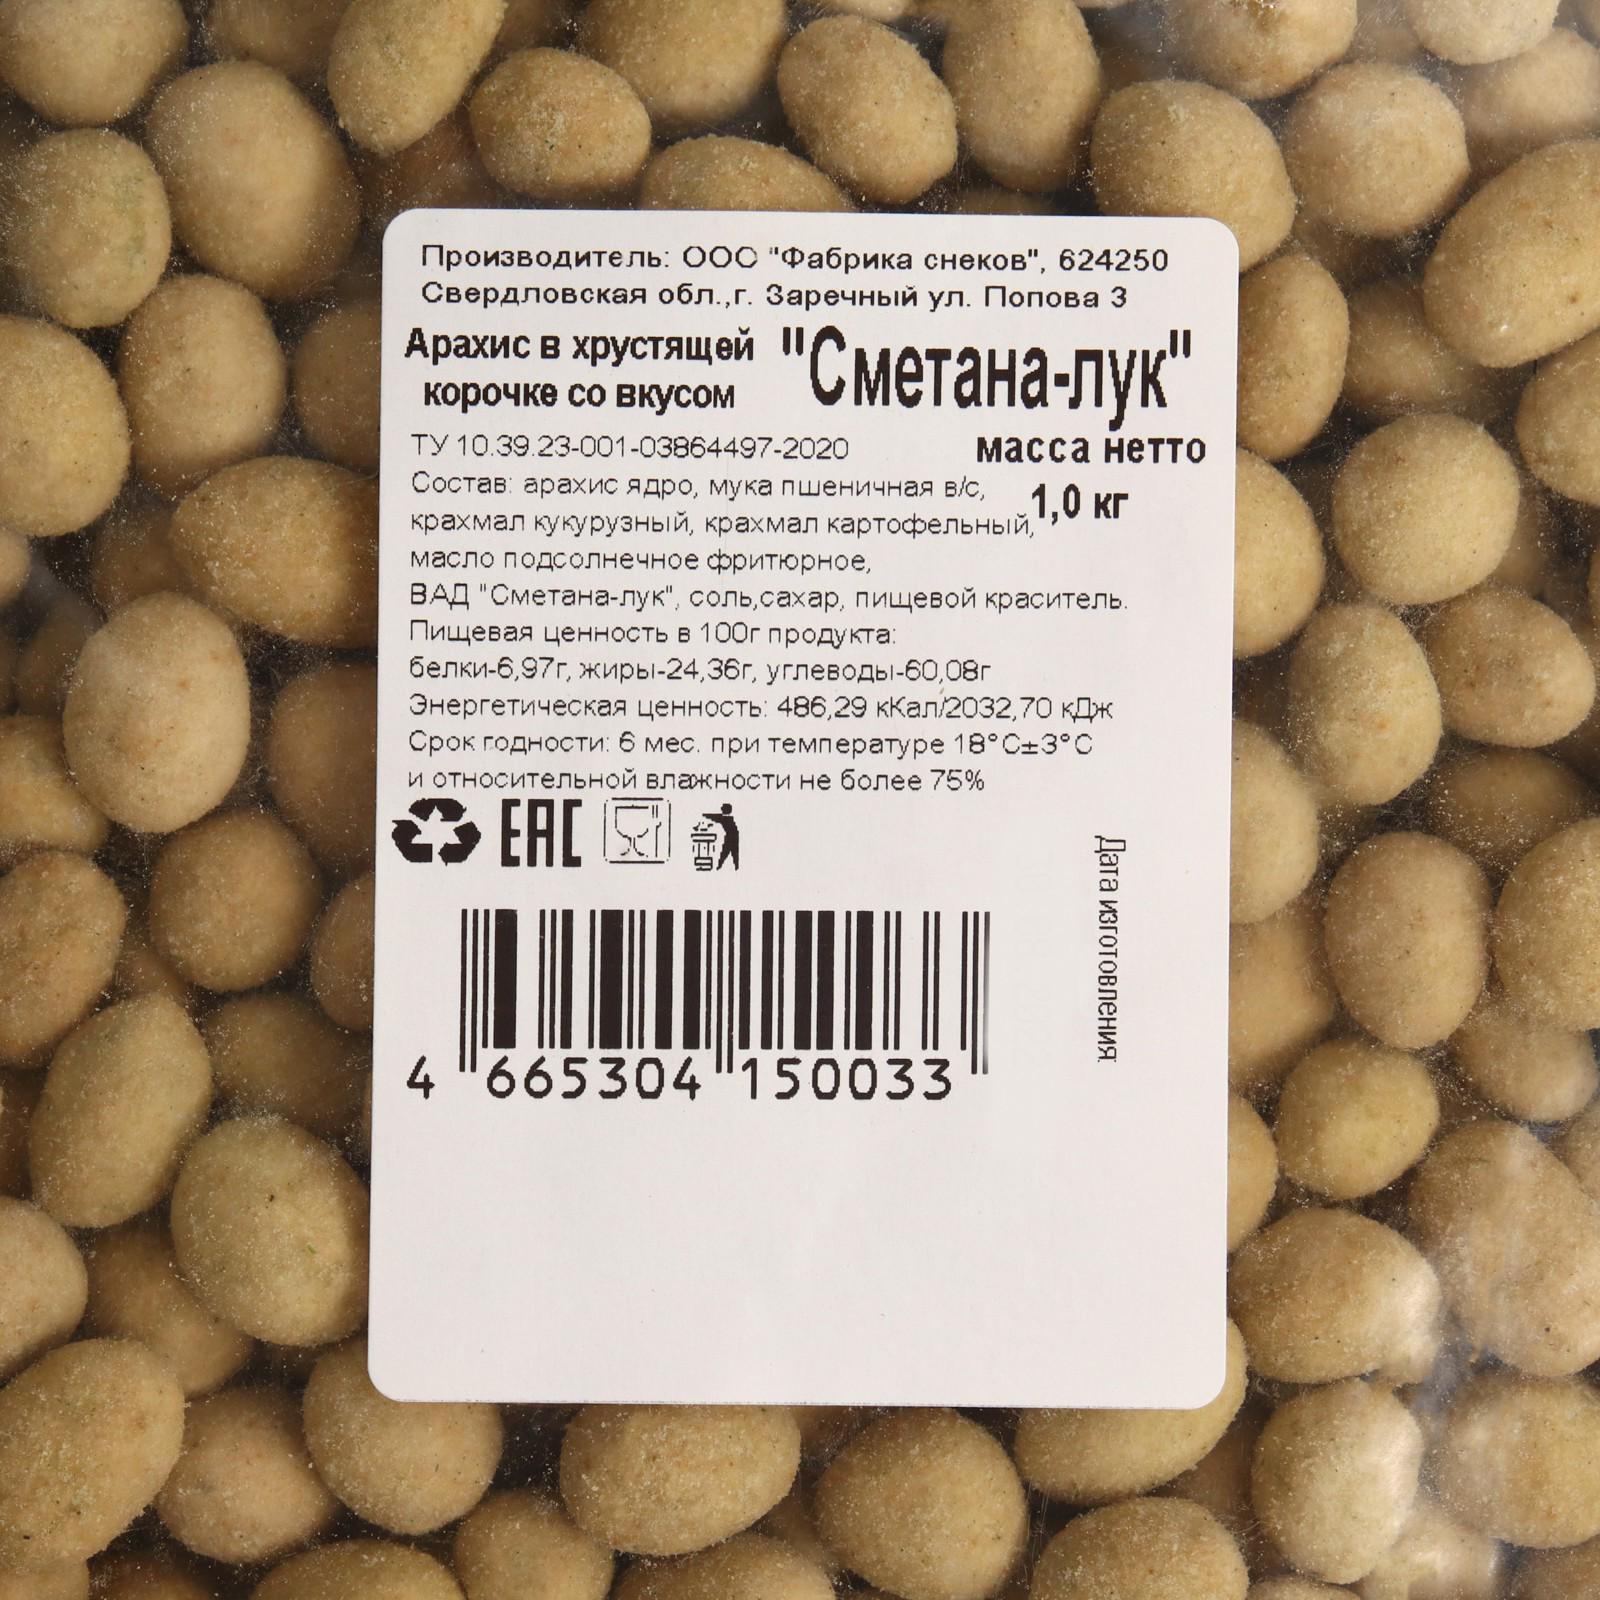 Производитель: ООО "Фабрика снеков", 624250
Свердловская обл.,г. Заречный ул. Попова 3
Арахис в хрустящей
корочке со вкусом
"Сметана-лук"
ТУ 10.39.23-001-03864497-2020
масса нетто
1,0 кг
Состав: арахис ядро, мука пшеничная в/с,
крахмал кукурузный, крахмал картофельный,
масло подсолнечное фритюрное,
ВАД "Сметана-лук", соль,сахар, пищевой краситель.
Пищевая ценность в 100г продукта:
белки-6,97г, жиры-24,36г, углеводы-60,08г
Энергетическая ценность: 486,29 кКал/2032,70 кДж
Срок годности: 6 мес. при температуре 18°С±3°С
и относительной влажности не более 75%
ЕАС
Дата изготовления:
4 665304 150033